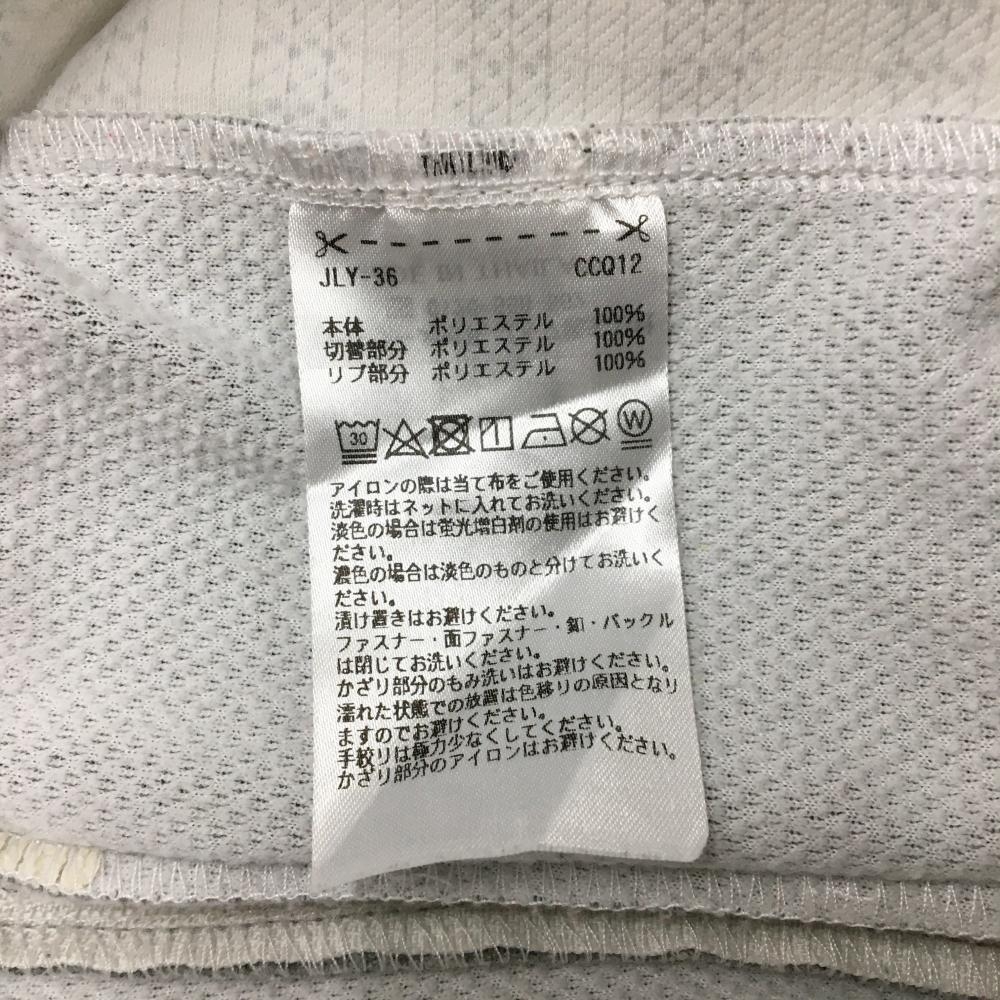 JLY-36 CCQ12
本体 ポリエステル 100%
切替部分 ポリエステル 100%
リブ部分 ポリエステル 100%
30 W
アイロンの際は当て布をご使用ください。
洗濯時はネットに入れてお洗いください。
淡色の場合は蛍光増白剤の使用はお避けく
ださい。
濃色の場合は淡色のものと分けてお洗いく
ださい。
漬け置きはお避けください。
ファスナー・面ファスナー・釦・バックル
は閉じてお洗いください。
かざり部分のもみ洗いはお避けください。
濡れた状態での放置は色移りの原因となり
ますのでお避けください。
手絞りは極力少なくしてください。
かざり部分のアイロンはお避けください。